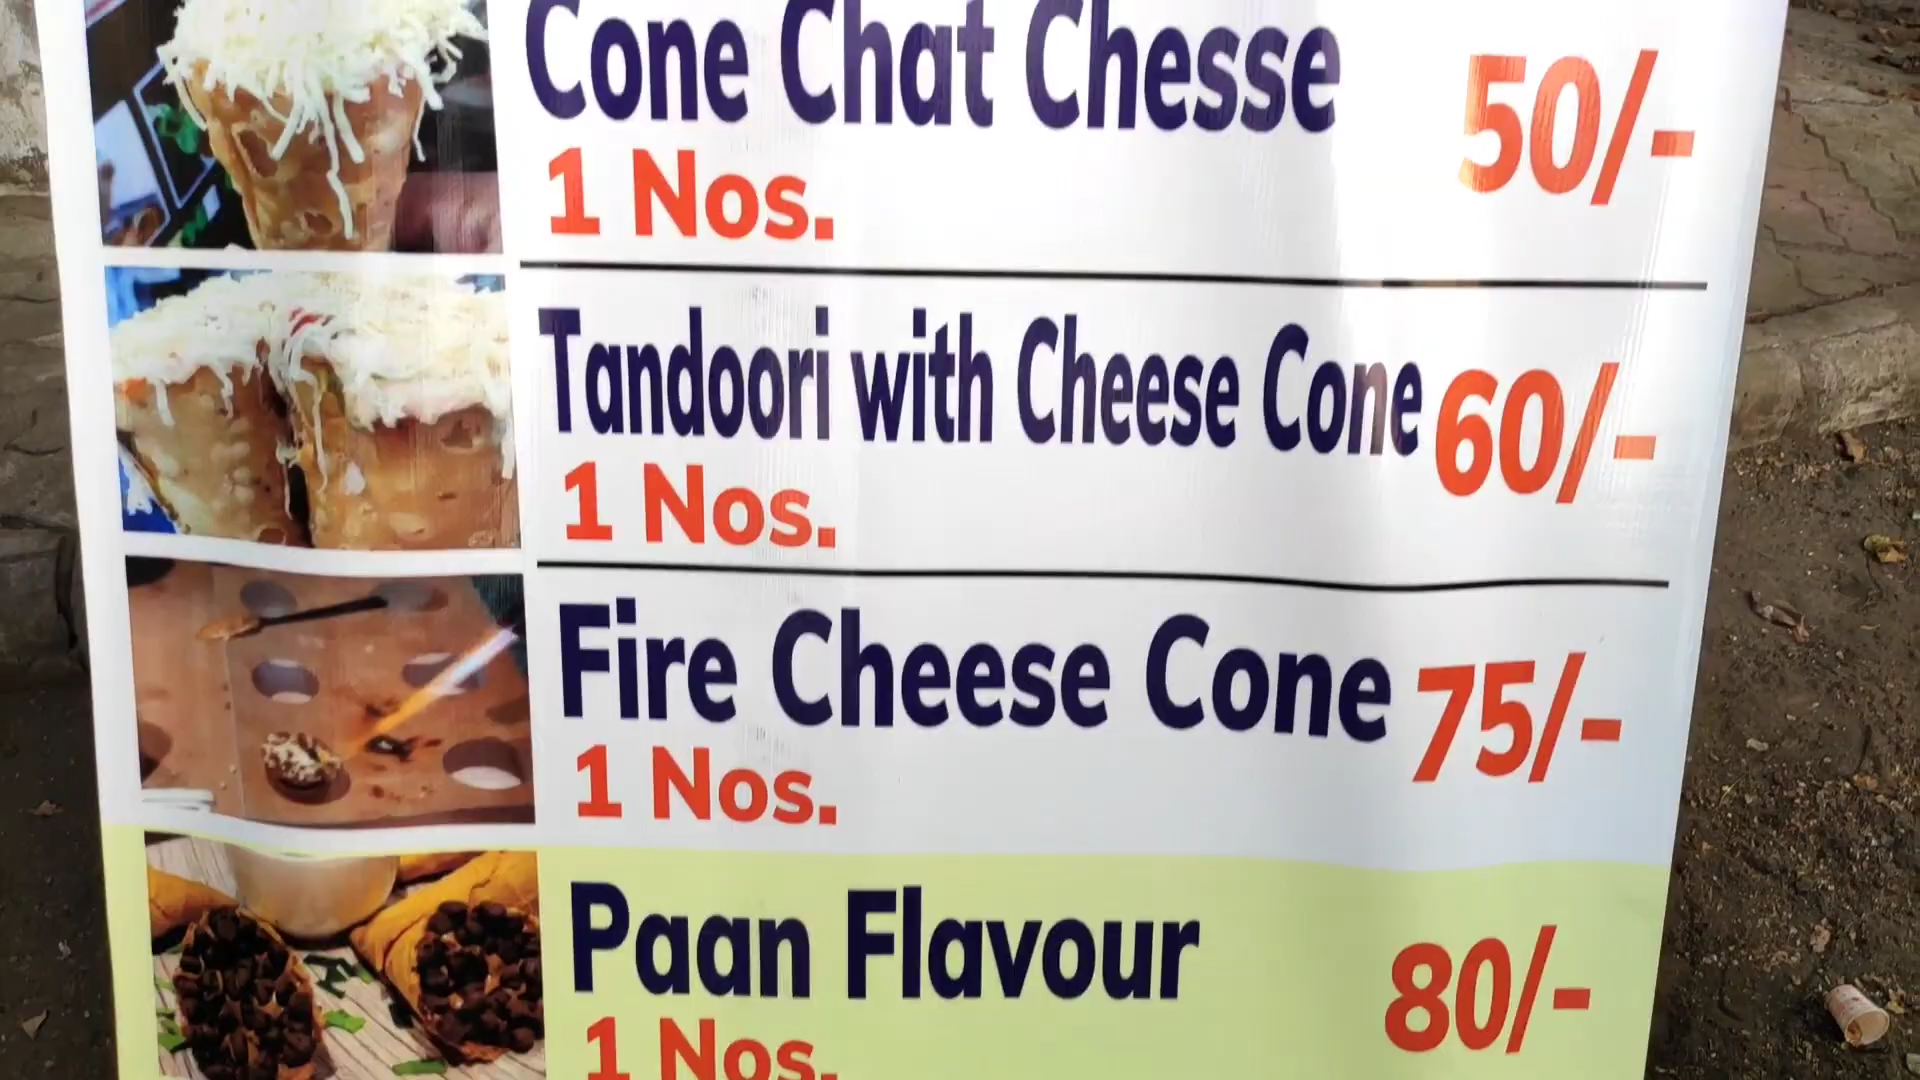 Cone Chat Chesse 50/-
1 Nos.
Tandoori with Cheese Cone 60/-
1 Nos.
Fire Cheese Cone 75/-
1 Nos.
Paan Flavour 80/-
1 Nos.